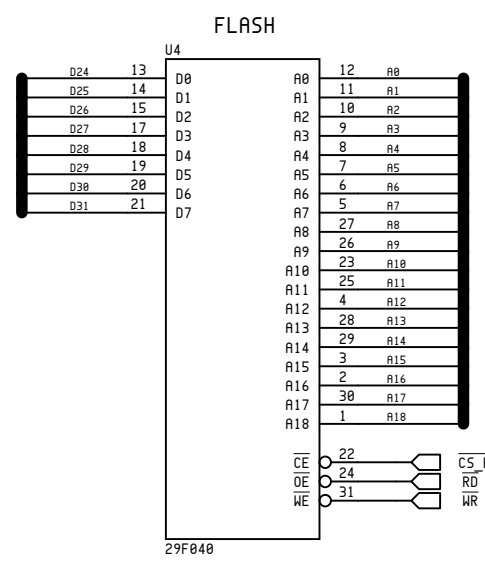 FLASH
U4
D24 13 D0 A0 12 A0
D25 14 D1 A1 11 A1
D26 15 D2 A2 10 A2
D27 17 D3 A3 9 A3
D28 18 D4 A4 8 A4
D29 19 D5 A5 7 A5
D30 20 D6 A6 6 A6
D31 21 D7 A7 5 A7
A8 27 A8
A9 26 A9
A10 23 A10
A11 25 A11
A12 4 A12
A13 28 A13
A14 29 A14
A15 3 A15
A16 2 A16
A17 30 A17
A18 1 A18
CE 22 CS_
OE 24 RD
WE 31 WR
29F040